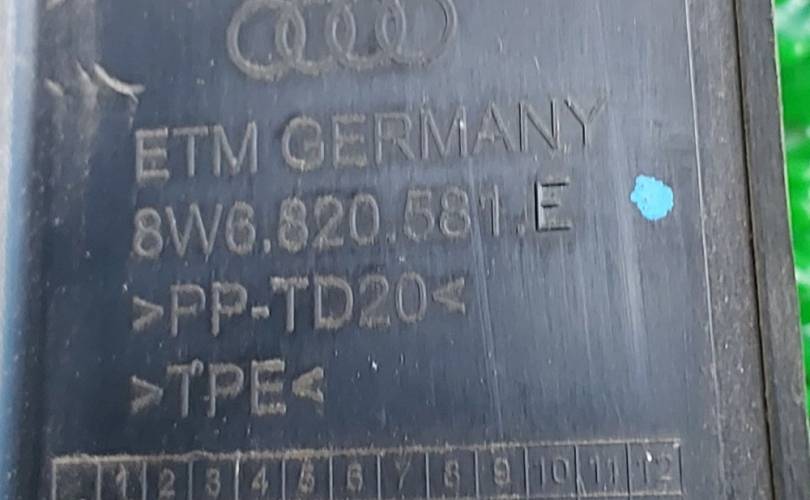 ETM GERMANY
8W6.820.581.E
>PP-TD20<
>TPE<
1 2 3 4 5 6 7 8 9 10 11 12